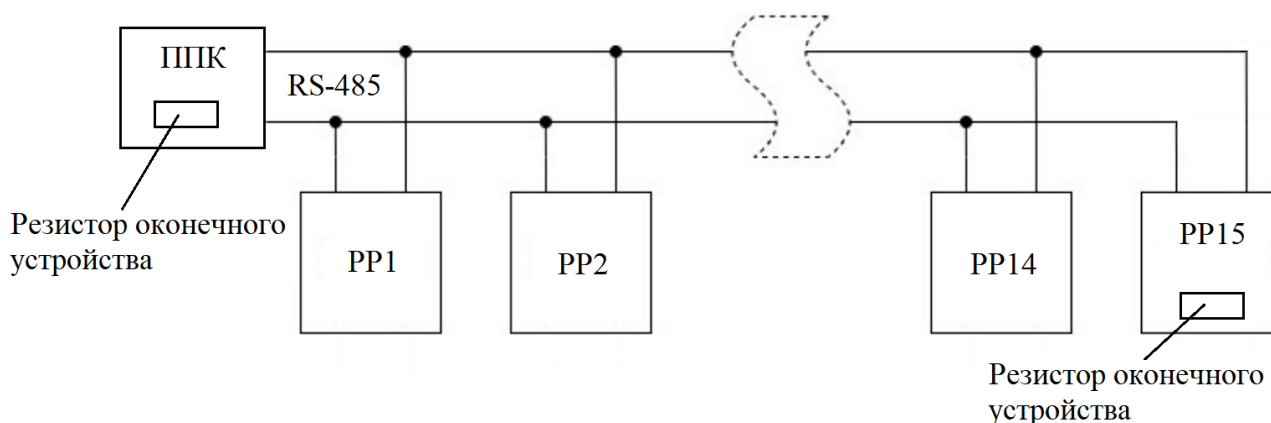 ППК
RS-485
Резистор оконечного
устройства
РР1
РР2
РР14
РР15
Резистор оконечного
устройства